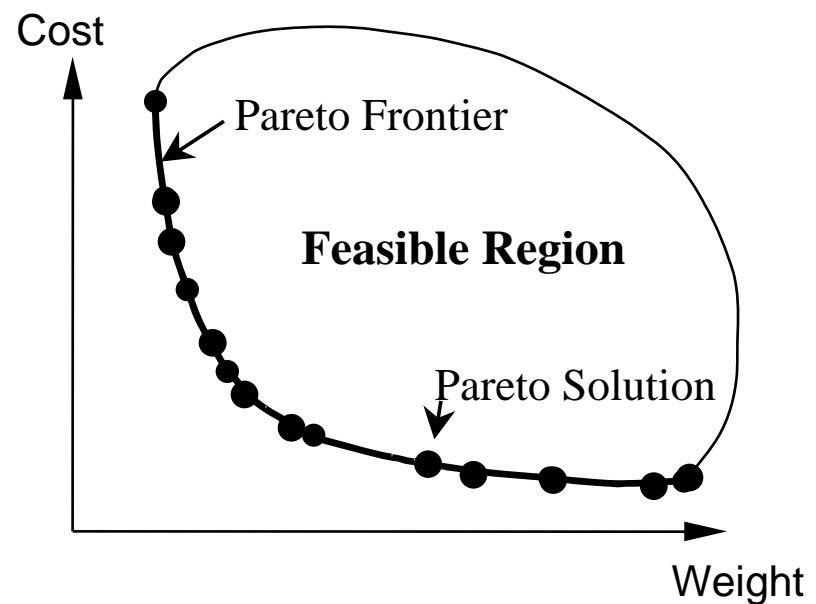 Cost
Pareto Frontier
Feasible Region
Pareto Solution
Weight